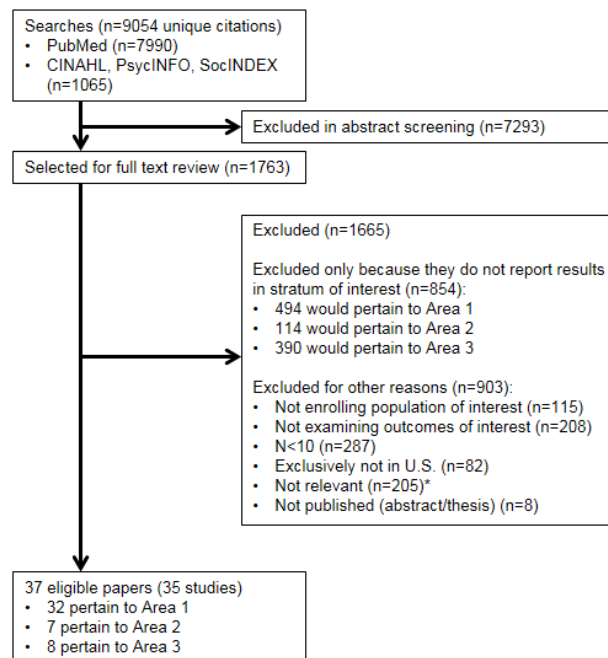 Searches (n=9054 unique citations)
• PubMed (n=7990)
• CINAHL, PsycINFO, SocINDEX
(n=1065)
Excluded in abstract screening (n=7293)
Selected for full text review (n=1763)
Excluded (n=1665)
Excluded only because they do not report results
in stratum of interest (n=854):
• 494 would pertain to Area 1
• 114 would pertain to Area 2
• 390 would pertain to Area 3
Excluded for other reasons (n=903):
• Not enrolling population of interest (n=115)
• Not examining outcomes of interest (n=208)
• N<10 (n=287)
• Exclusively not in U.S. (n=82)
• Not relevant (n=205)*
• Not published (abstract/thesis) (n=8)
37 eligible papers (35 studies)
• 32 pertain to Area 1
• 7 pertain to Area 2
• 8 pertain to Area 3